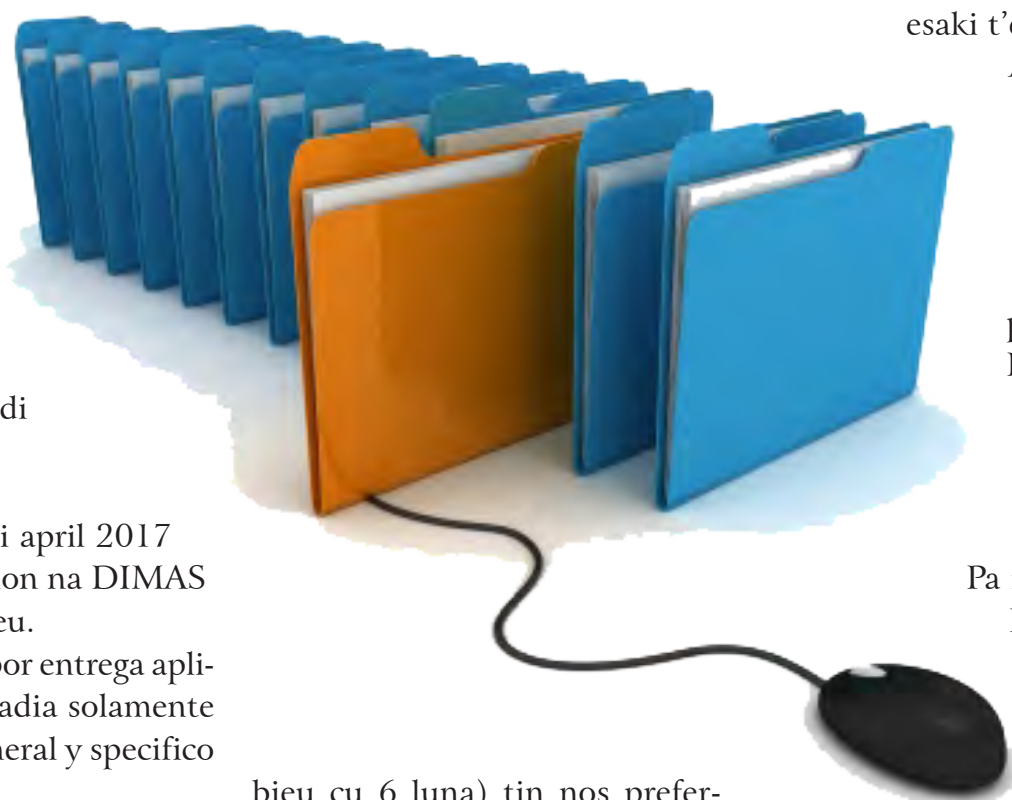 di
i april 2017
on na DIMAS
eu.
por entrega apli-
adia solamente
neral y specifico
bieu cu 6 luna) tin nos prefer-
esaki t'
Pa